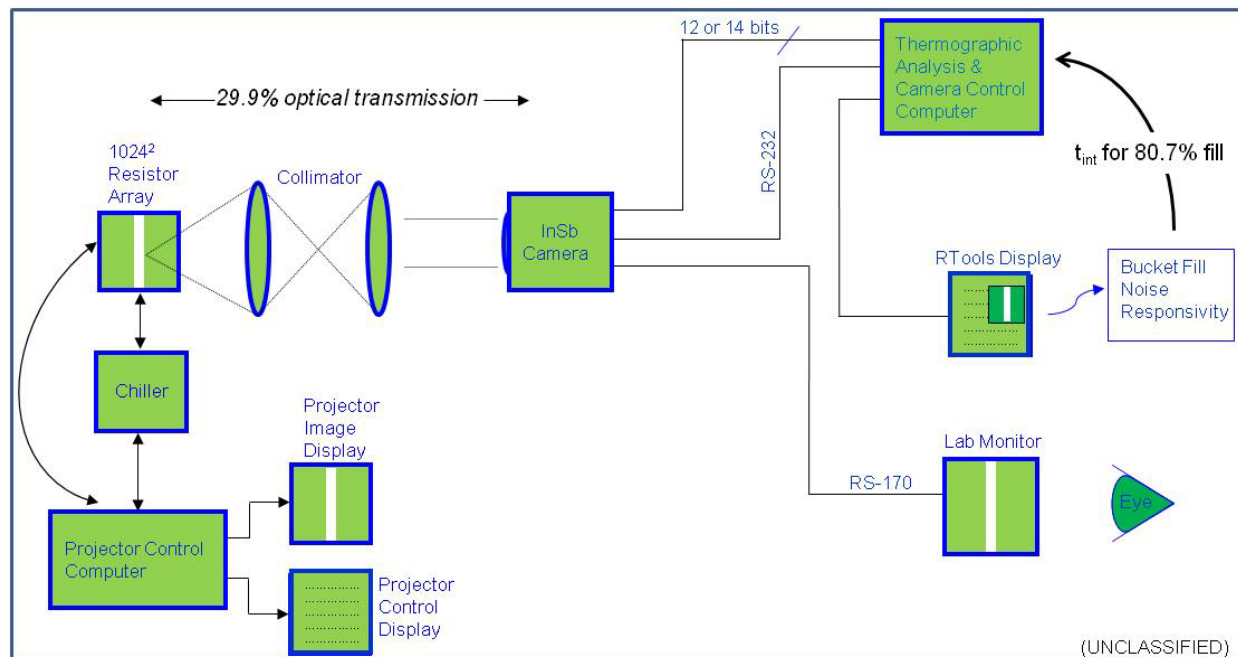 12 or 14 bits
Thermographic
Analysis &
Camera Control
Computer
29.9% optical transmission
t_int for 80.7% fill
1024²
Resistor
Array
Collimator
RS-232
InSb
Camera
RTools Display
Bucket Fill
Noise
Responsivity
Chiller
Projector
Image
Display
Lab Monitor
RS-170
Eye
Projector Control
Computer
Projector
Control
Display
(UNCLASSIFIED)